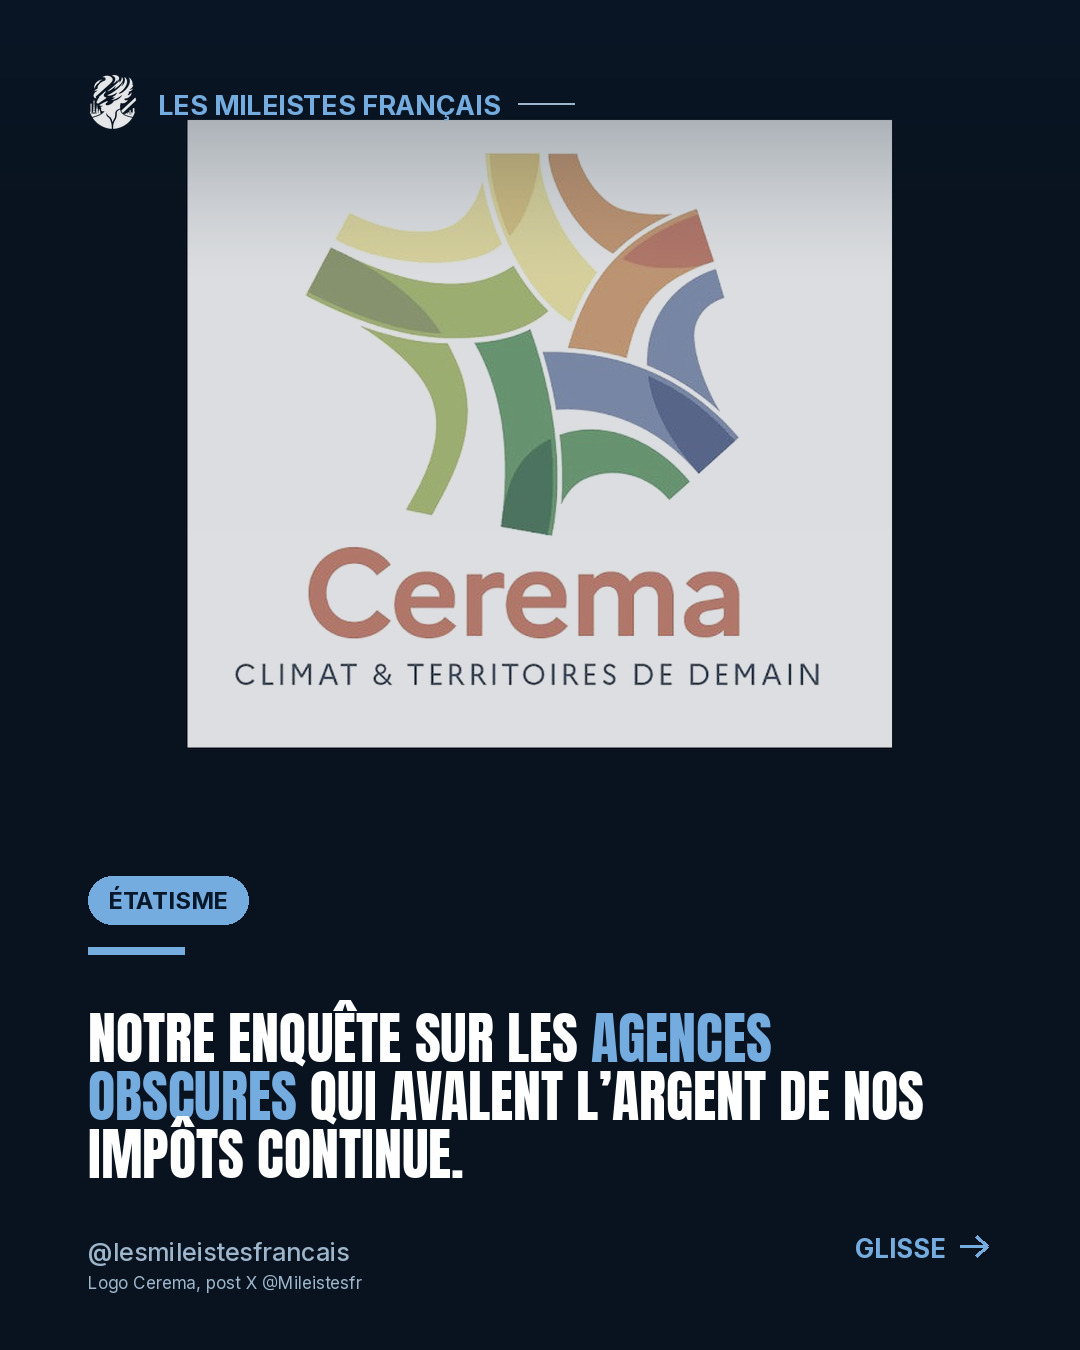 LES MILEISTES FRANÇAIS
Cerema
CLIMAT & TERRITOIRES DE DEMAIN
ÉTATISME
NOTRE ENQUÊTE SUR LES AGENCES
OBSCURES QUI AVALENT L’ARGENT DE NOS
IMPÔTS CONTINUE.
@lesmileistesfrancais
GLISSE →
Logo Cerema, post X @Mileistesfr